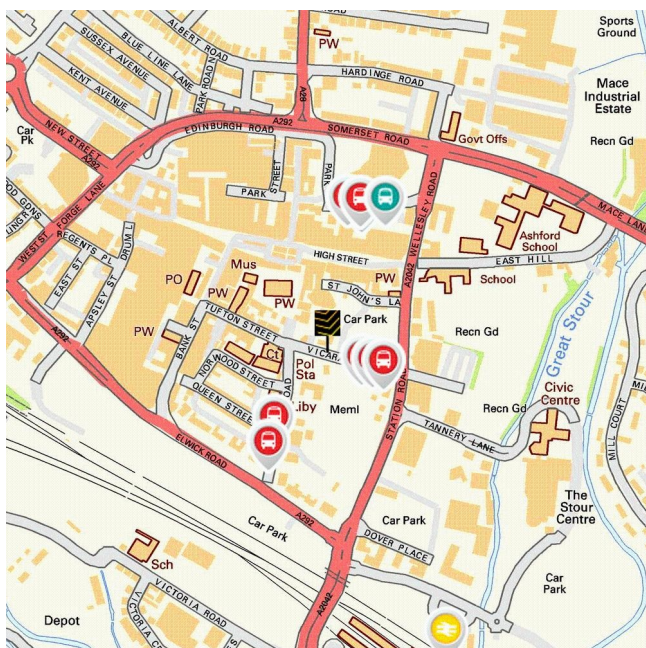 Sports
Ground
ALBERT ROAD
PW
BLUE LINE LANE
SUSSEX AVENUE
HARDINGE ROAD
KENT AVENUE
PARK ROAD N
A28
Mace
Industrial
Estate
A292
EDINBURGH ROAD
SOMERSET ROAD
Car
Pk
NEW STREET
A292
Govt Offs
Recn Gd
PARK
STREET
PARK STREET
MACE LANE
FORGE LANE
WEST ST
REGENTS PL
DRUM L
WELLESLEY ROAD
A2042
Ashford
School
EAST ST
APSLEY ST
HIGH STREET
EAST HILL
Mus
PO
PW
PW
PW
School
ST JOHN'S LA
Car Park
Great Stour
A292
PW
BANK ST
TUFTON STREET
Recn Gd
Ct
Pol
Sta
NORWOOD STREET
ROAD
QUEEN STREET
Meml
STATION ROAD
Civic
Centre
Recn Gd
TANNERY LANE
MILL COURT
ELWICK ROAD
The
Stour
Centre
Car Park
A292
Car Park
DOVER PLACE
Sch
Car
Park
VICTORIA ROAD
A2042
Depot